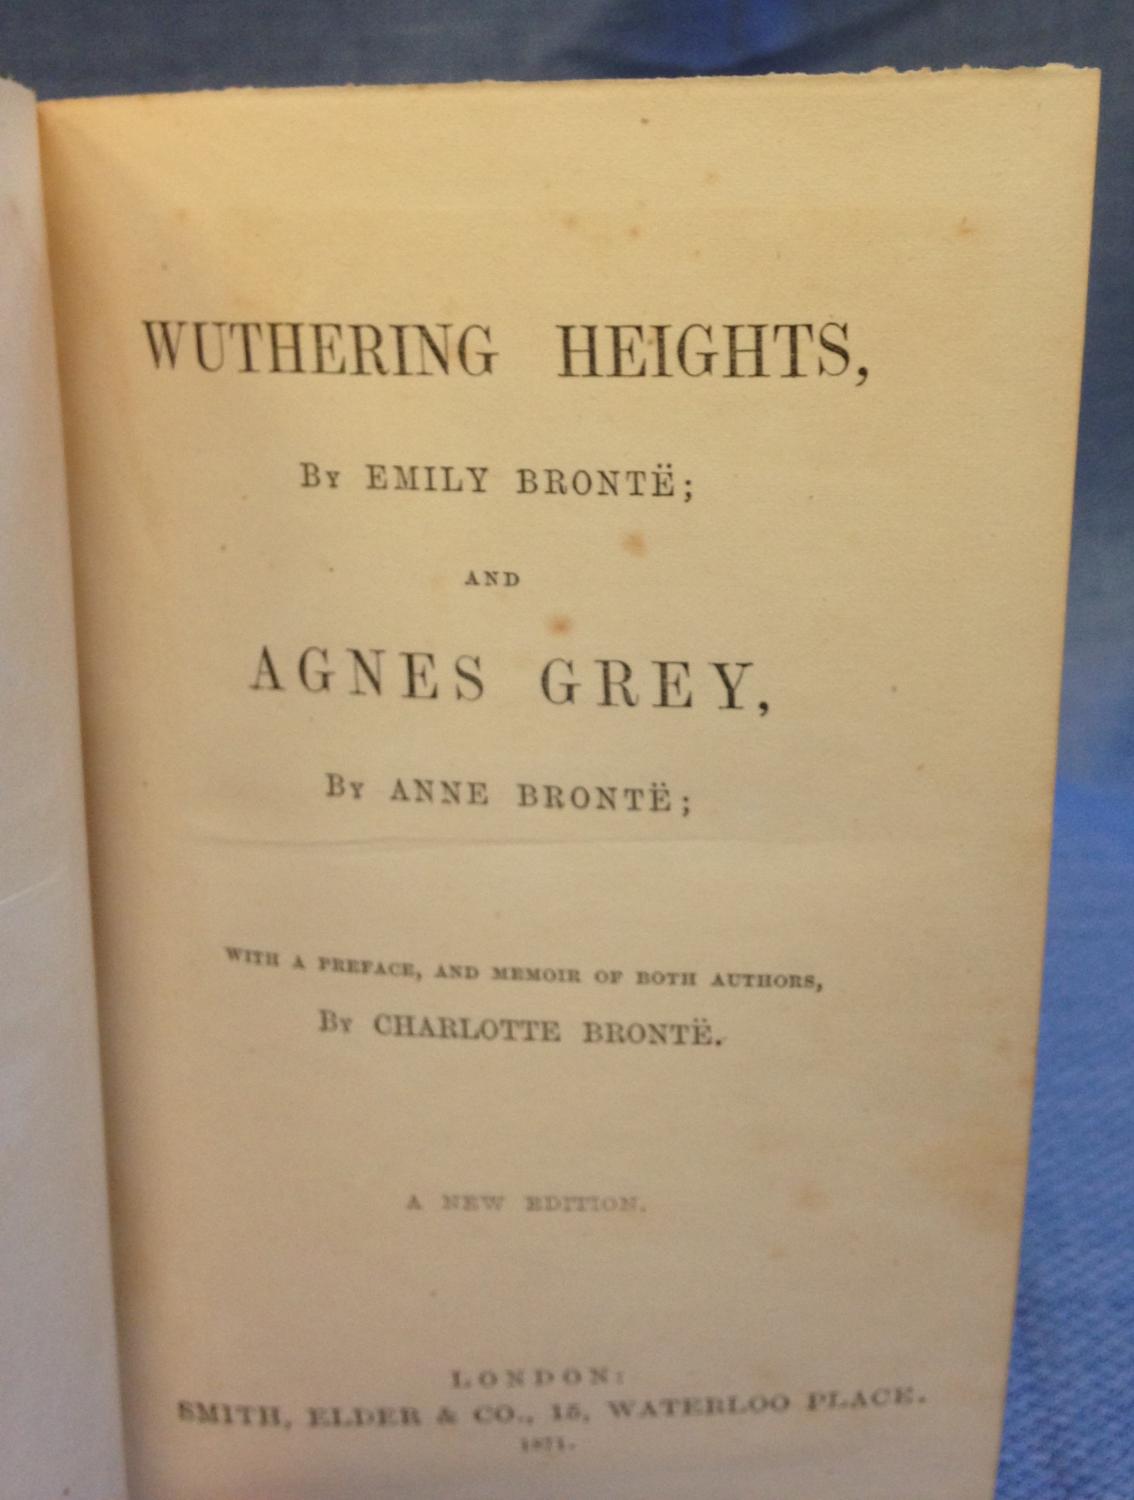 WUTHERING HEIGHTS,
By EMILY BRONTË;
AND
AGNES GREY,
By ANNE BRONTË;
WITH A PREFACE, AND MEMOIR OF BOTH AUTHORS,
By CHARLOTTE BRONTË.
A NEW EDITION.
LONDON:
SMITH, ELDER & CO., 15, WATERLOO PLACE.
1871.